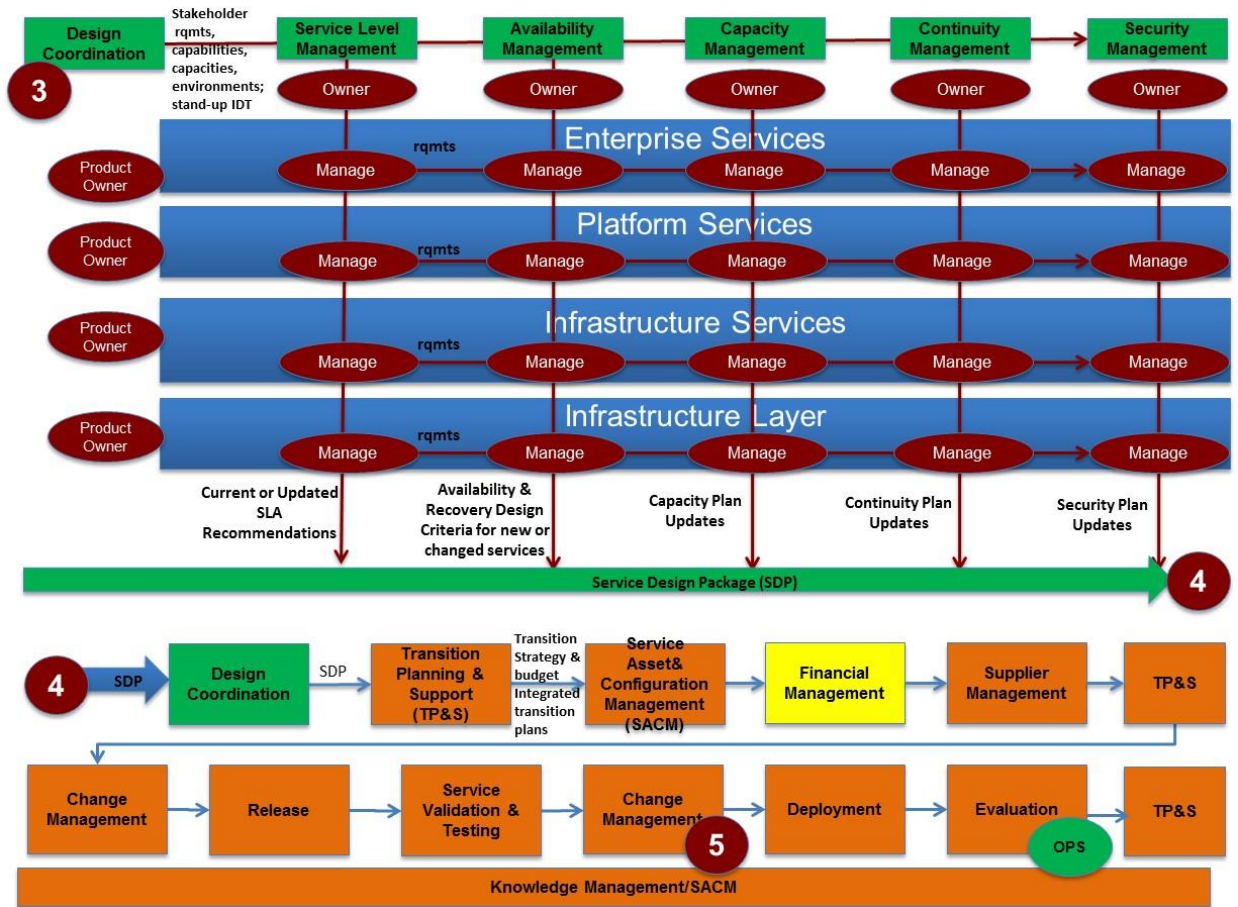 Design
Coordination
3
Stakeholder
rqmts,
capabilities,
capacities,
environments;
stand-up IDT
Service Level
Management
Availability
Management
Capacity
Management
Continuity
Management
Security
Management
Owner
Owner
Owner
Owner
Owner
Enterprise Services
Product
Owner
Manage
rqmts
Manage
Manage
Manage
Manage
Platform Services
Product
Owner
Manage
rqmts
Manage
Manage
Manage
Manage
Infrastructure Services
Product
Owner
Manage
rqmts
Manage
Manage
Manage
Manage
Infrastructure Layer
Product
Owner
Manage
rqmts
Manage
Manage
Manage
Manage
Current or Updated
SLA
Recommendations
Availability &
Recovery Design
Criteria for new or
changed services
Capacity Plan
Updates
Continuity Plan
Updates
Security Plan
Updates
Service Design Package (SDP)
4
4
SDP
Design
Coordination
SDP
Transition
Planning &
Support
(TP&S)
Transition
Strategy &
budget
Integrated
transition
plans
Service
Asset&
Configuration
Management
(SACM)
Financial
Management
Supplier
Management
TP&S
Change
Management
Release
Service
Validation &
Testing
Change
Management
5
Deployment
Evaluation
OPS
TP&S
Knowledge Management/SACM